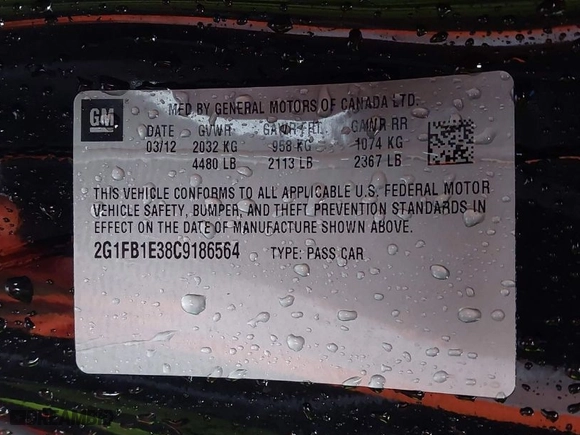 GM
MFD BY GENERAL MOTORS OF CANADA LTD.
DATE GVWR GAWR FRT GAWR RR
03/12 2032 KG 958 KG 1074 KG
4480 LB 2113 LB 2367 LB
THIS VEHICLE CONFORMS TO ALL APPLICABLE U.S. FEDERAL MOTOR
VEHICLE SAFETY, BUMPER, AND THEFT PREVENTION STANDARDS IN
EFFECT ON THE DATE OF MANUFACTURE SHOWN ABOVE.
2G1FB1E38C9186564 TYPE: PASS CAR